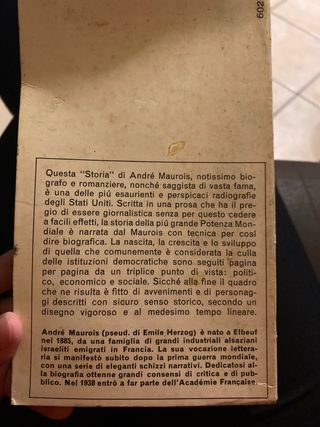 602
Questa "Storia" di André Maurois, notissimo bio-
grafo e romanziere, nonché saggista di vasta fama,
è una delle piú esaurienti e perspicaci radiografie
degli Stati Uniti. Scritta in una prosa che ha il pre-
gio di essere giornalistica senza per questo cedere
a facili effetti, la storia della piú grande Potenza Mon-
diale è narrata dal Maurois con tecnica per cosí
dire biografica. La nascita, la crescita e lo sviluppo
di quella che comunemente è considerata la culla
delle istituzioni democratiche sono seguiti pagina
per pagina da un triplice punto di vista: politi-
co, economico e sociale. Sicché alla fine il quadro
che ne risulta è fitto di avvenimenti e di personag-
gi descritti con sicuro senso storico, secondo un
disegno vigoroso e al medesimo tempo lineare.
André Maurois (pseud. di Emile Herzog) è nato a Elbeuf
nel 1885, da una famiglia di grandi industriali alsaziani
israeliti emigrati in Francia. La sua vocazione lettera-
ria si manifestò subito dopo la prima guerra mondiale,
con una serie di eleganti schizzi narrativi. Dedicatosi al-
la biografia ottenne grandi consensi di critica e di pub-
blico. Nel 1938 entrò a far parte dell'Académie Française.